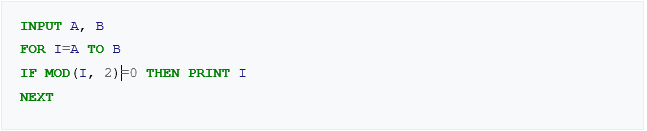 INPUT A, B
FOR I=A TO B
IF MOD(I, 2)=0 THEN PRINT I
NEXT